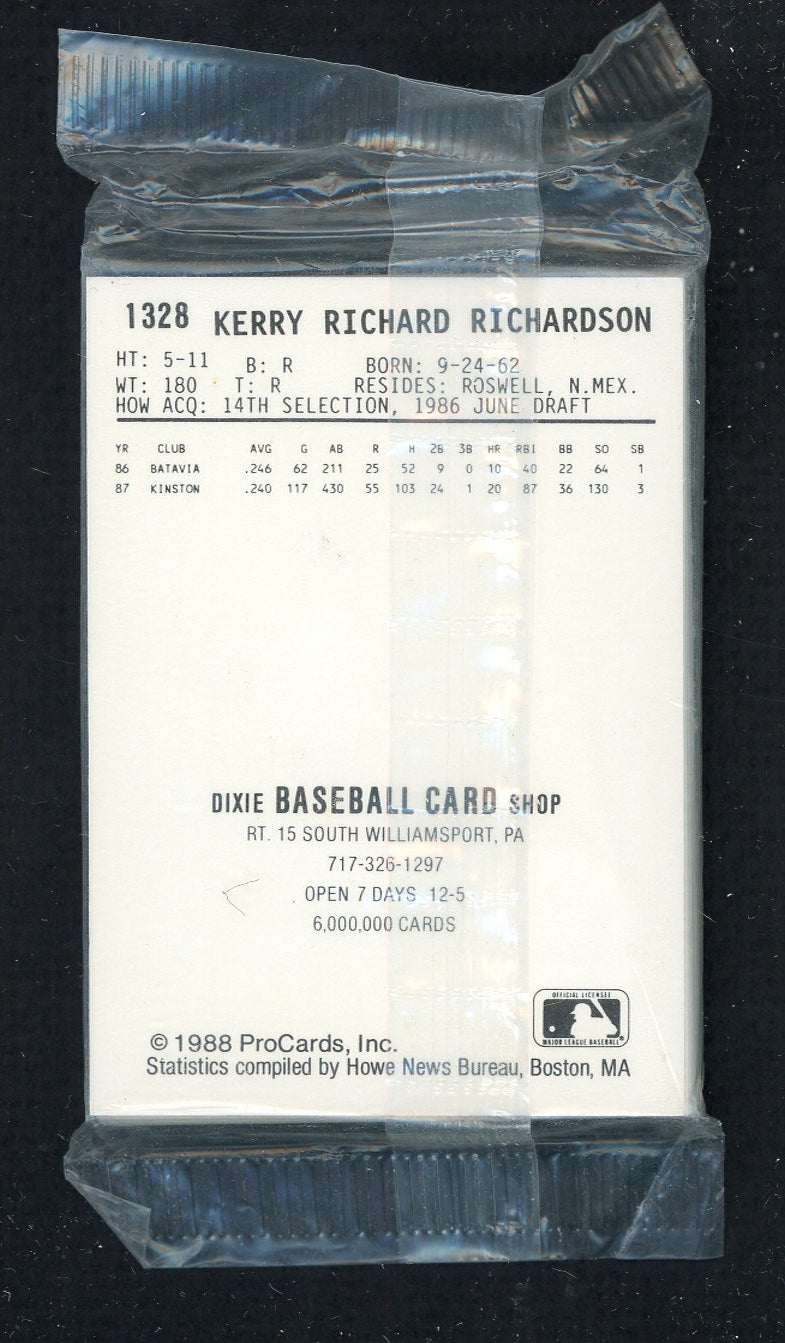 1328 KERRY RICHARD RICHARDSON
HT: 5-11 B: R BORN: 9-24-62
WT: 180 T: R RESIDES: ROSWELL, N.MEX.
HOW ACQ: 14TH SELECTION, 1986 JUNE DRAFT
YR CLUB AVG G AB R H 2B 3B HR RBI BB SO SB
86 BATAVIA .246 62 211 25 52 9 0 10 40 22 64 1
87 KINSTON .240 117 430 55 103 24 1 20 87 36 130 3
DIXIE BASEBALL CARD SHOP
RT. 15 SOUTH WILLIAMSPORT, PA
717-326-1297
OPEN 7 DAYS 12-5
6,000,000 CARDS
OFFICIAL LICENSEE
MAJOR LEAGUE BASEBALL
© 1988 ProCards, Inc.
Statistics compiled by Howe News Bureau, Boston, MA